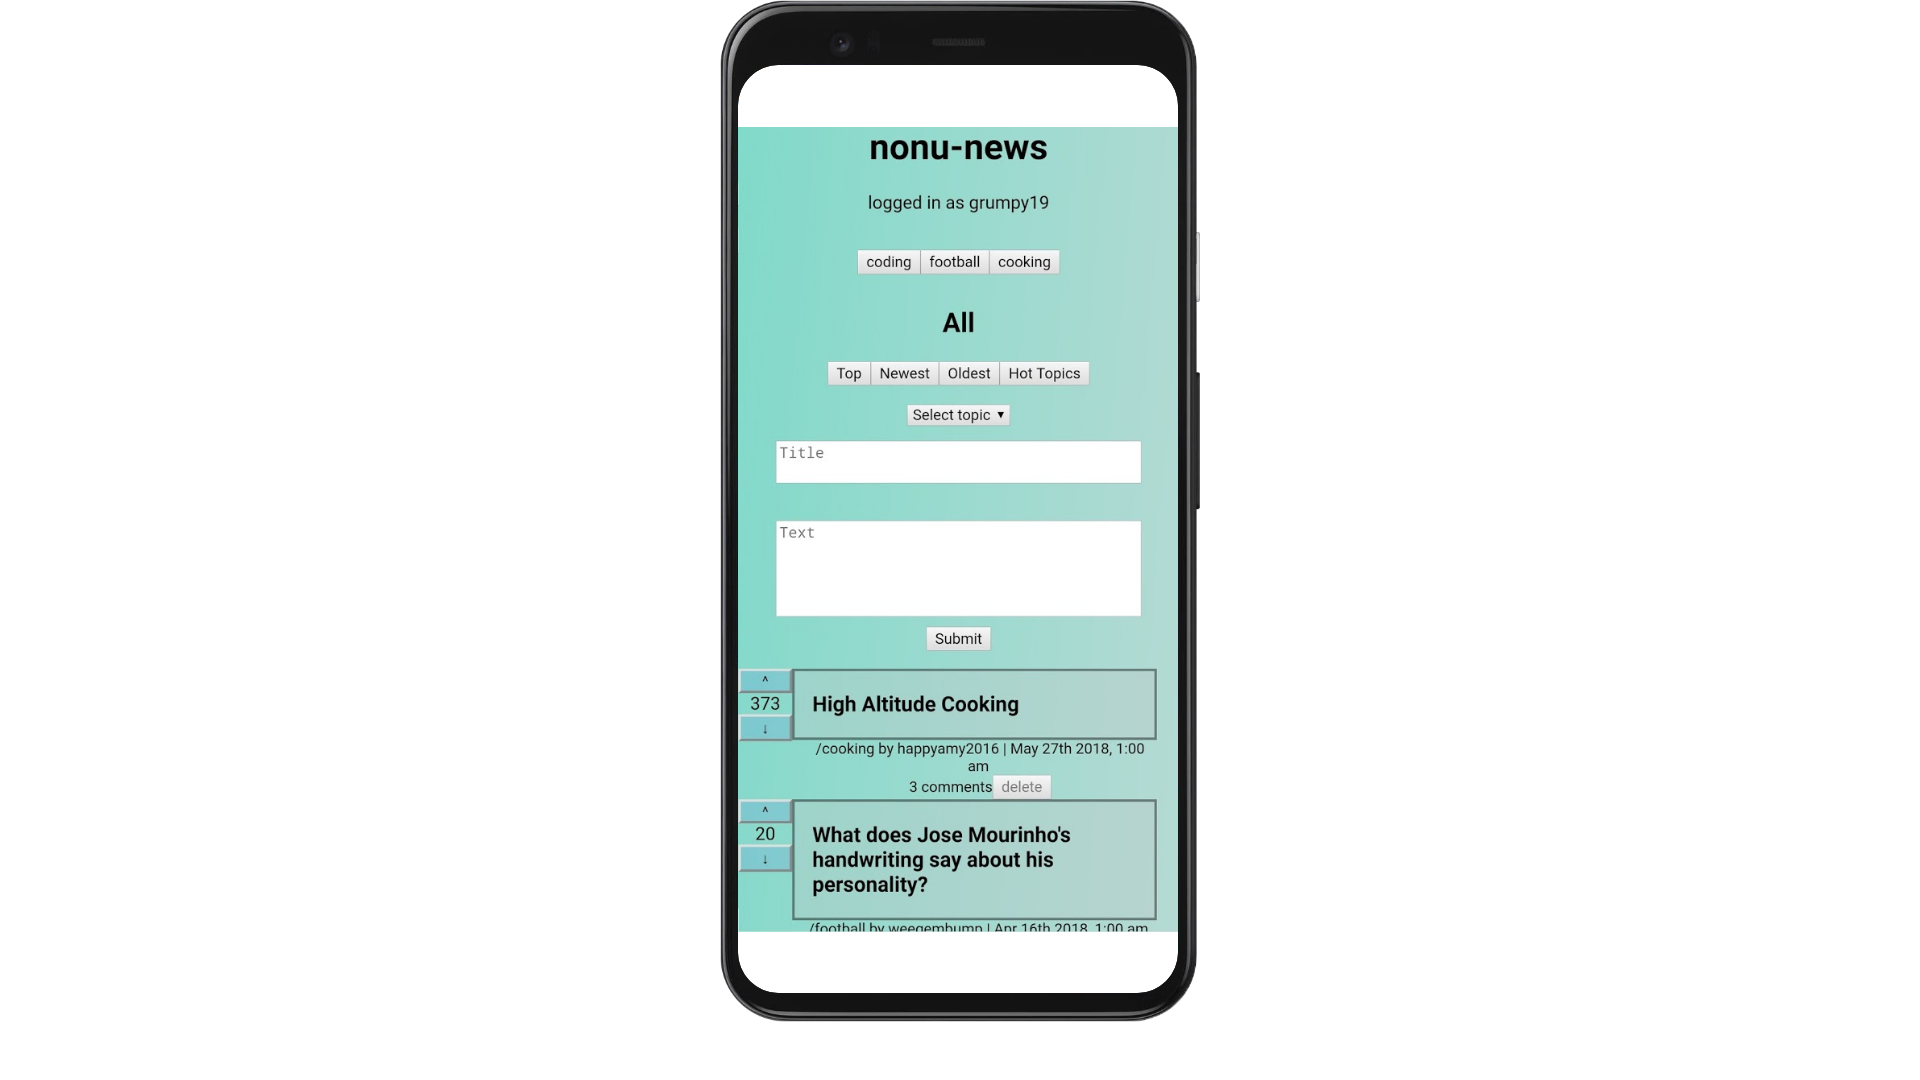 nonu-news
logged in as grumpy19
coding football cooking
All
Top Newest Oldest Hot Topics
Select topic ▼
Title
Text
Submit
^
373
↓
High Altitude Cooking
/cooking by happyamy2016 | May 27th 2018, 1:00
am
3 comments delete
^
20
↓
What does Jose Mourinho's
handwriting say about his
personality?
/football by weegembump | Apr 16th 2018, 1:00 am